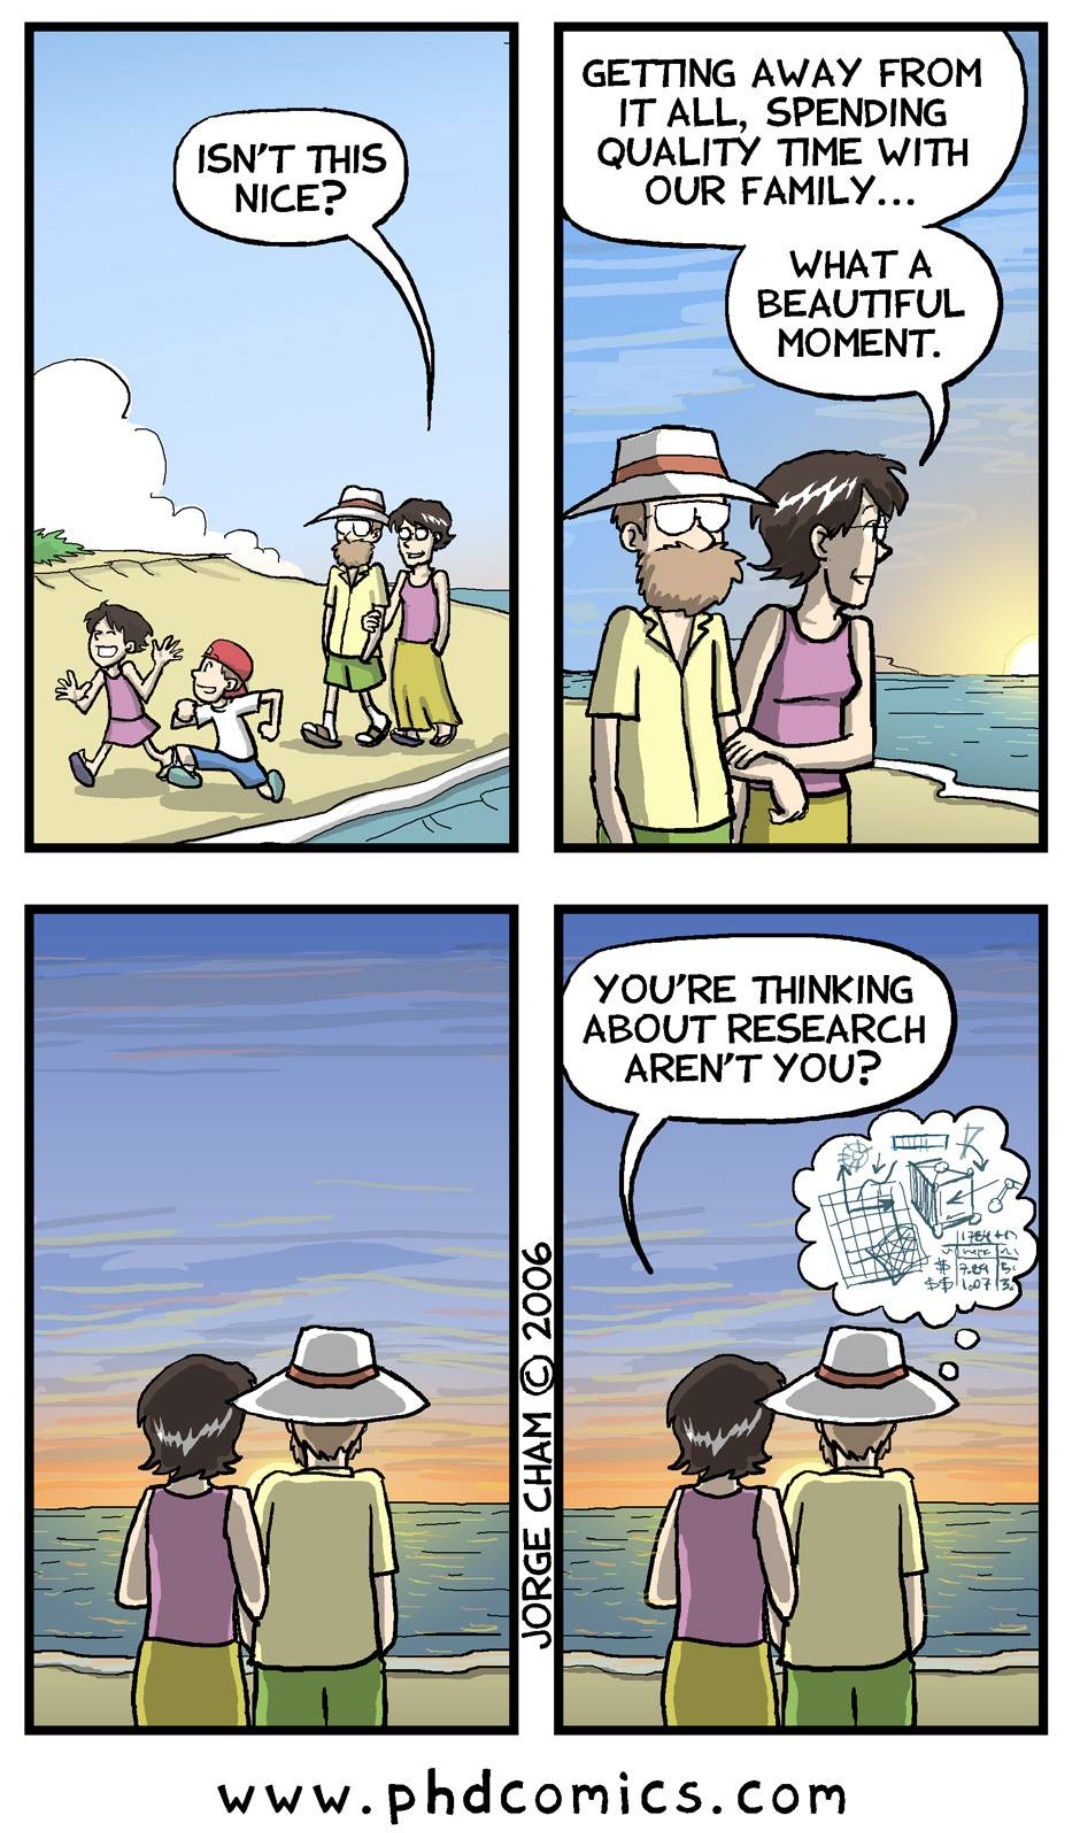 ISN'T THIS
NICE?
GETTING AWAY FROM
IT ALL, SPENDING
QUALITY TIME WITH
OUR FAMILY...
WHAT A
BEAUTIFUL
MOMENT.
YOU'RE THINKING
ABOUT RESEARCH
AREN'T YOU?
JORGE CHAM © 2006
www.phdcomics.com